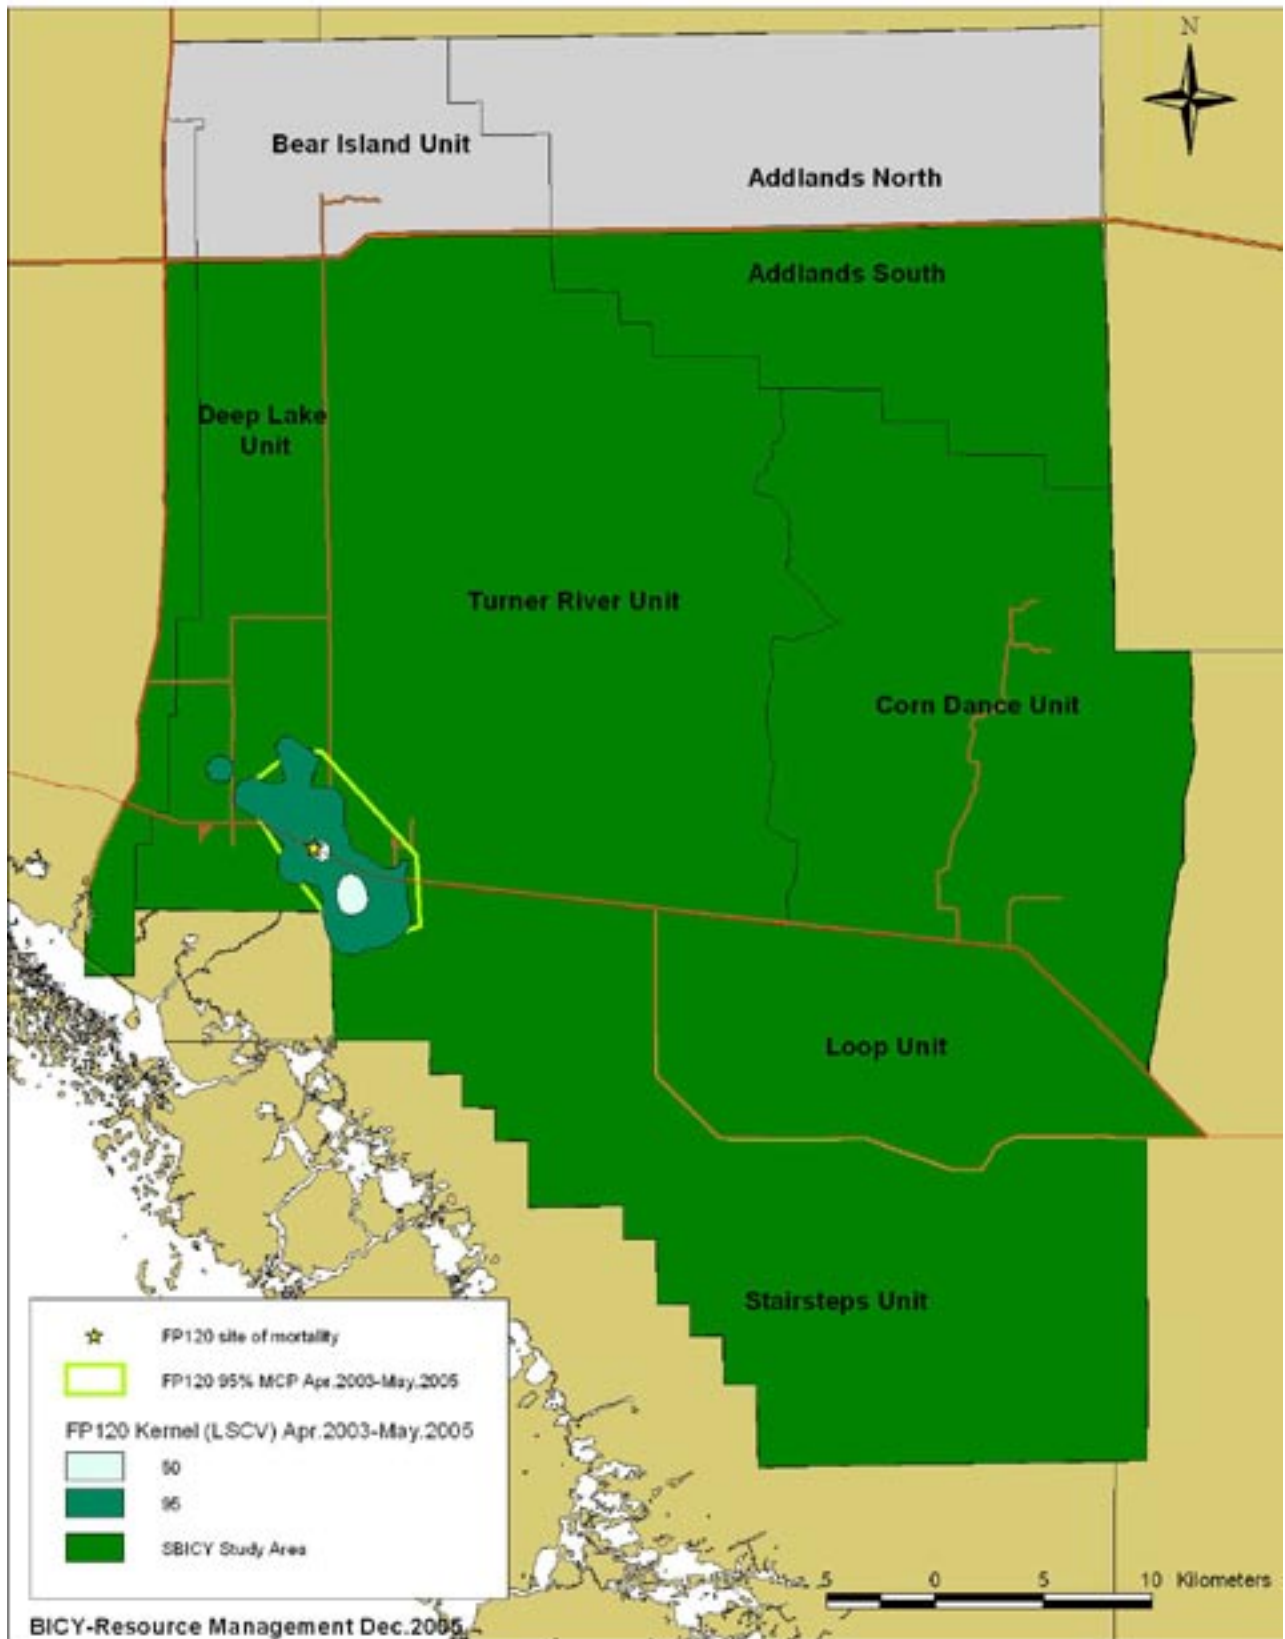 N
Bear Island Unit
Addlands North
Addlands South
Deep Lake
Unit
Turner River Unit
Corn Dance Unit
Loop Unit
Stairsteps Unit
FP120 site of mortality
FP120 95% MCP Apr.2003-May.2005
FP120 Kernel (LSCV) Apr.2003-May.2005
50
95
SBICY Study Area
5 0 5 10 Kilometers
BICY-Resource Management Dec.2005